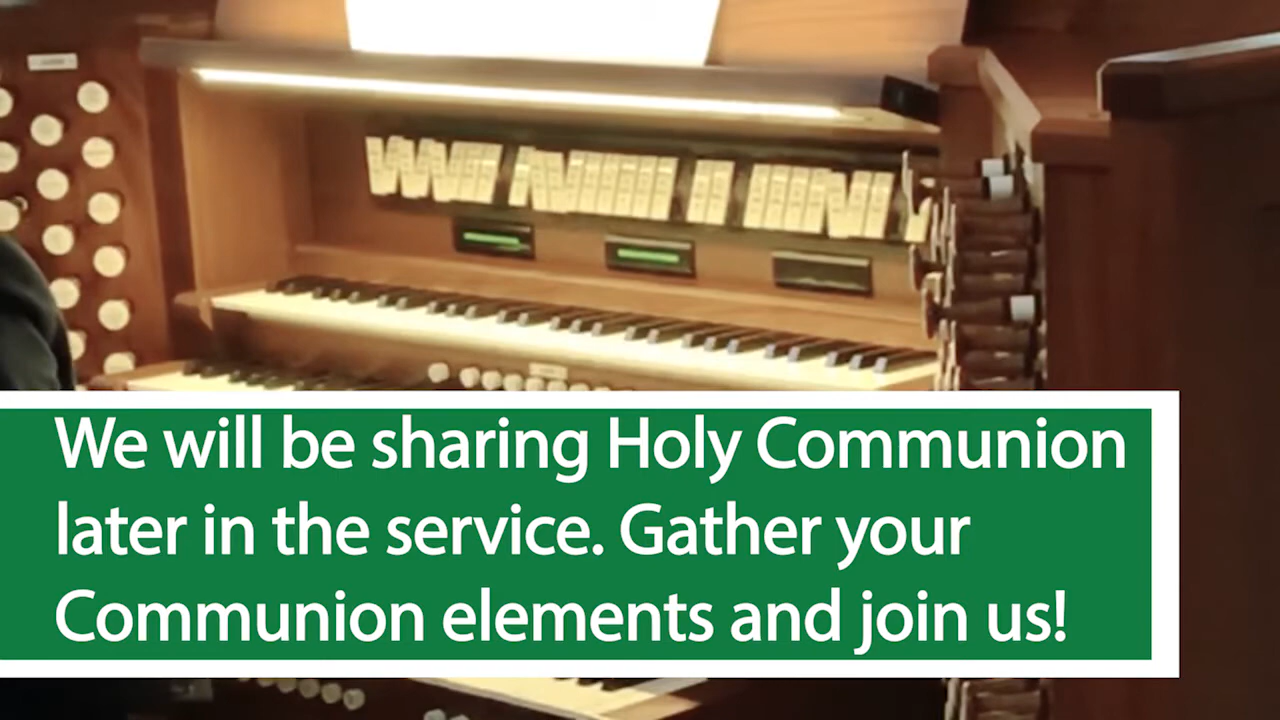 We will be sharing Holy Communion
later in the service. Gather your
Communion elements and join us!